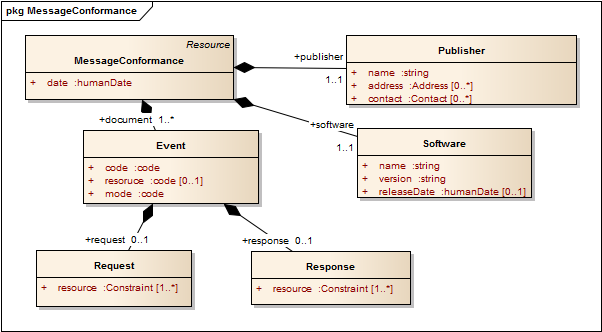 pkg MessageConformance
Resource
MessageConformance
+ date :humanDate
+publisher
1..1
Publisher
+ name :string
+ address :Address [0..*]
+ contact :Contact [0..*]
+document 1..*
+software
1..1
Event
+ code :code
+ resoruce :code [0..1]
+ mode :code
Software
+ name :string
+ version :string
+ releaseDate :humanDate [0..1]
+request 0..1
+response 0..1
Request
+ resource :Constraint [1..*]
Response
+ resource :Constraint [1..*]